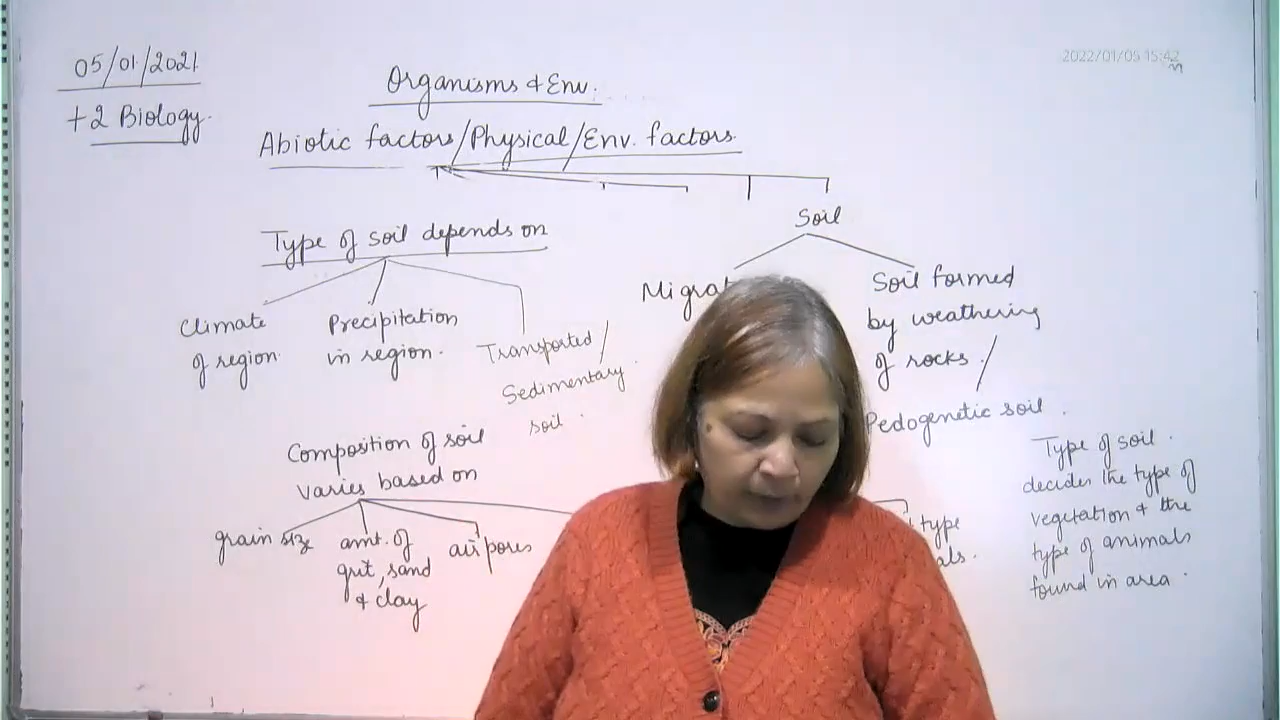 05/01/2021
+2 Biology.
2022/01/05 15:42
Organisms & Env.
Abiotic factors/Physical/Env. factors.
Type of soil depends on
Climate
of region.
Precipitation
in region.
Transported/
Sedimentary
soil.
Soil
Soil formed
by weathering
of rocks./
Pedogenetic soil.
Composition of soil
varies based on
grain size
amt. of
grit, sand
& clay
air pores
type
Type of soil.
decides the type of
vegetation & the
type of animals
found in area.